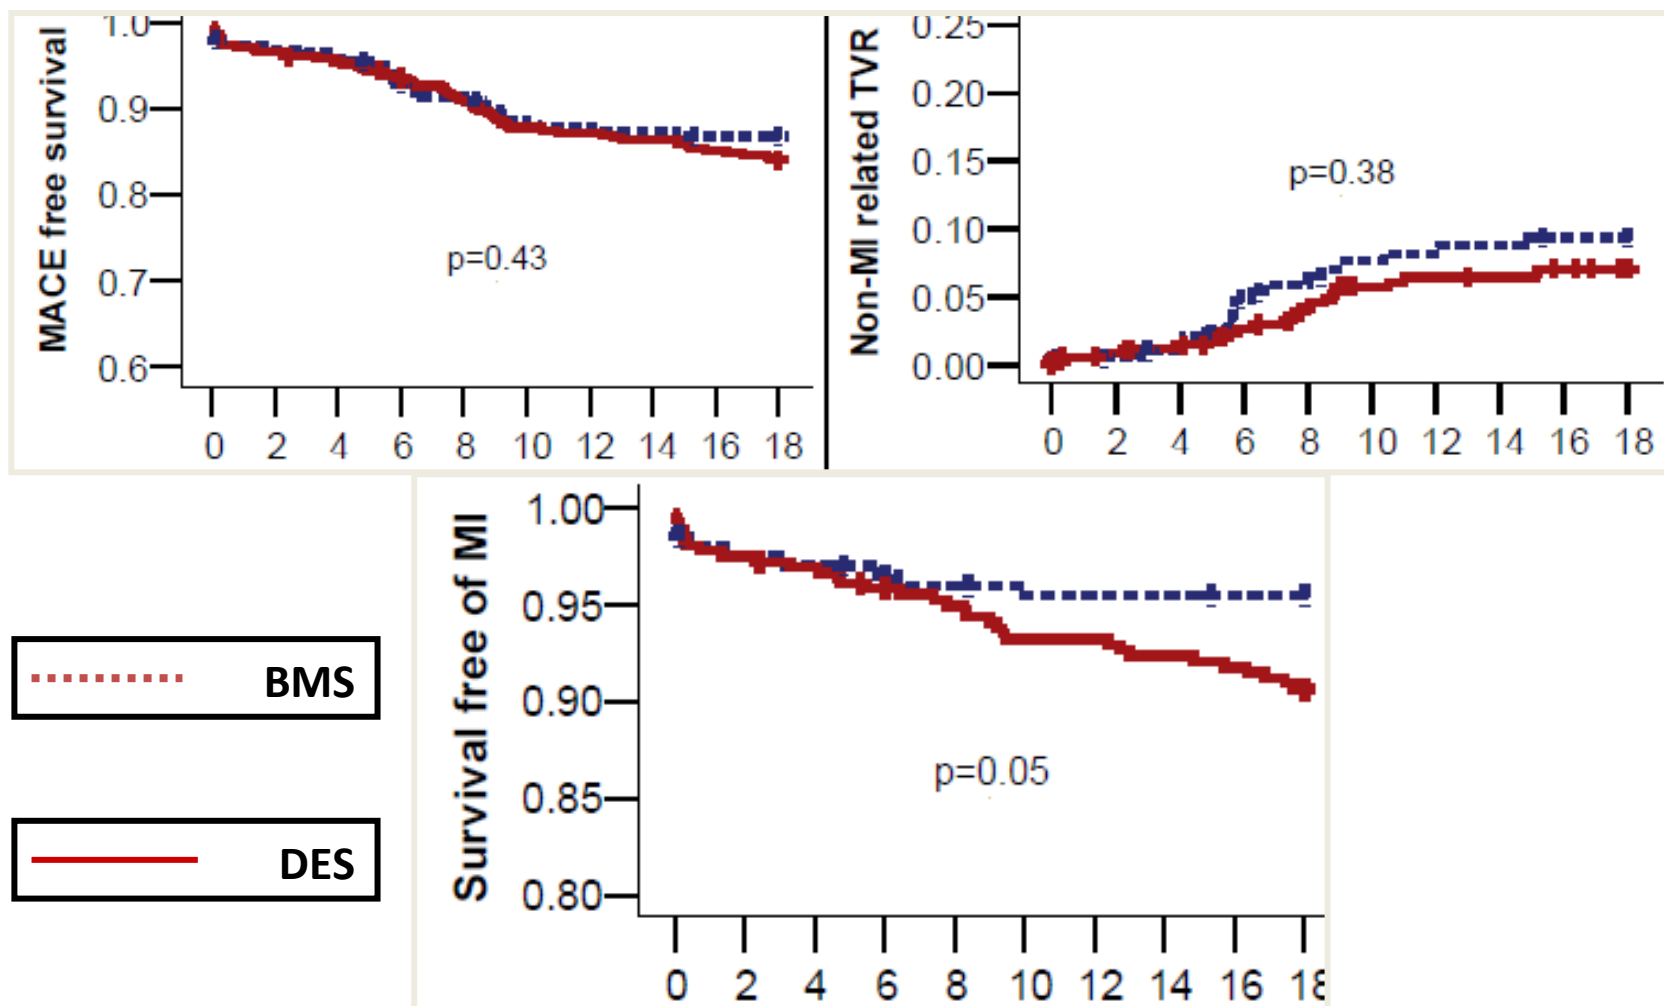 MACE free survival
1.0
0.9
0.8
0.7
0.6
p=0.43
0 2 4 6 8 10 12 14 16 18
Non-MI related TVR
0.25
0.20
0.15
0.10
0.05
0.00
p=0.38
0 2 4 6 8 10 12 14 16 18
BMS
DES
Survival free of MI
1.00
0.95
0.90
0.85
0.80
p=0.05
0 2 4 6 8 10 12 14 16 18